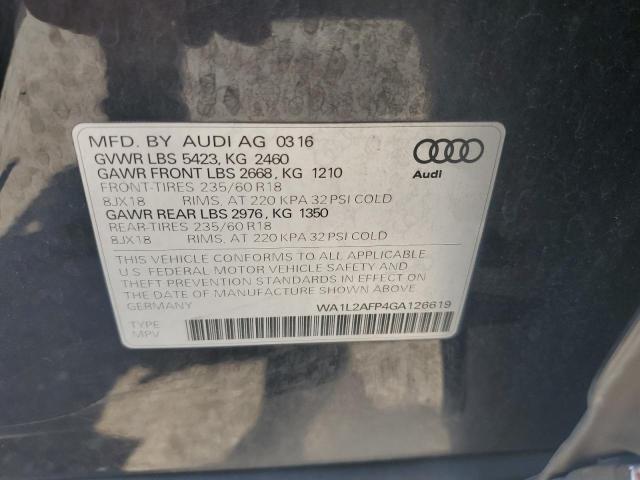 MFD. BY AUDI AG 0316
GVWR LBS 5423, KG 2460
GAWR FRONT LBS 2668, KG 1210
FRONT-TIRES 235/60 R18
8JX18 RIMS, AT 220 KPA 32 PSI COLD
GAWR REAR LBS 2976, KG 1350
REAR-TIRES 235/60 R18
8JX18 RIMS, AT 220 KPA 32 PSI COLD
Audi
THIS VEHICLE CONFORMS TO ALL APPLICABLE
U.S. FEDERAL MOTOR VEHICLE SAFETY AND
THEFT PREVENTION STANDARDS IN EFFECT ON
THE DATE OF MANUFACTURE SHOWN ABOVE
GERMANY WA1L2AFP4GA126619
TYPE
MPV